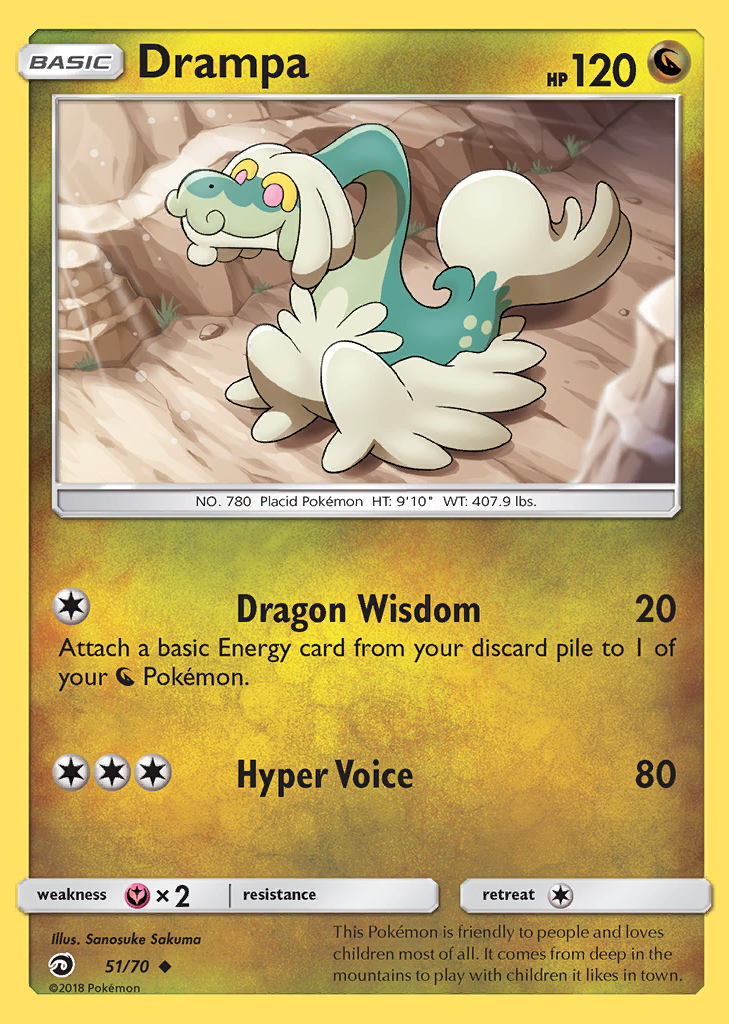 BASIC Drampa HP 120
NO. 780 Placid Pokémon HT: 9'10" WT: 407.9 lbs.
Dragon Wisdom 20
Attach a basic Energy card from your discard pile to 1 of
your Pokémon.
Hyper Voice 80
weakness × 2 resistance retreat
Illus. Sanosuke Sakuma
51/70
©2018 Pokémon
This Pokémon is friendly to people and loves
children most of all. It comes from deep in the
mountains to play with children it likes in town.